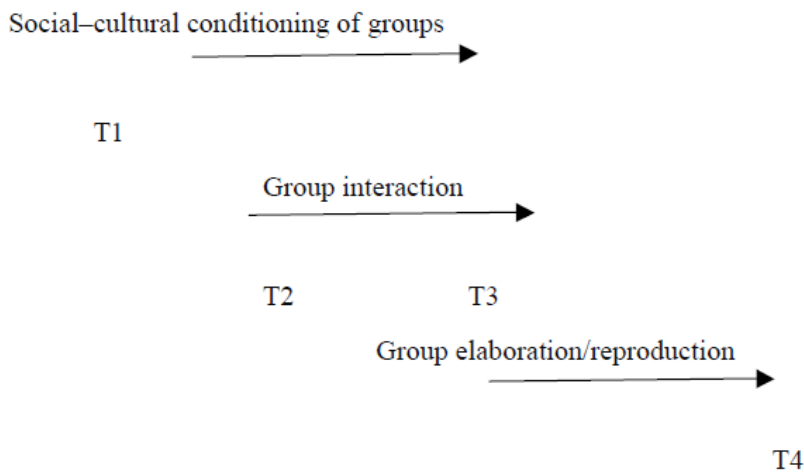 Social–cultural conditioning of groups
T1
Group interaction
T2 T3
Group elaboration/reproduction
T4